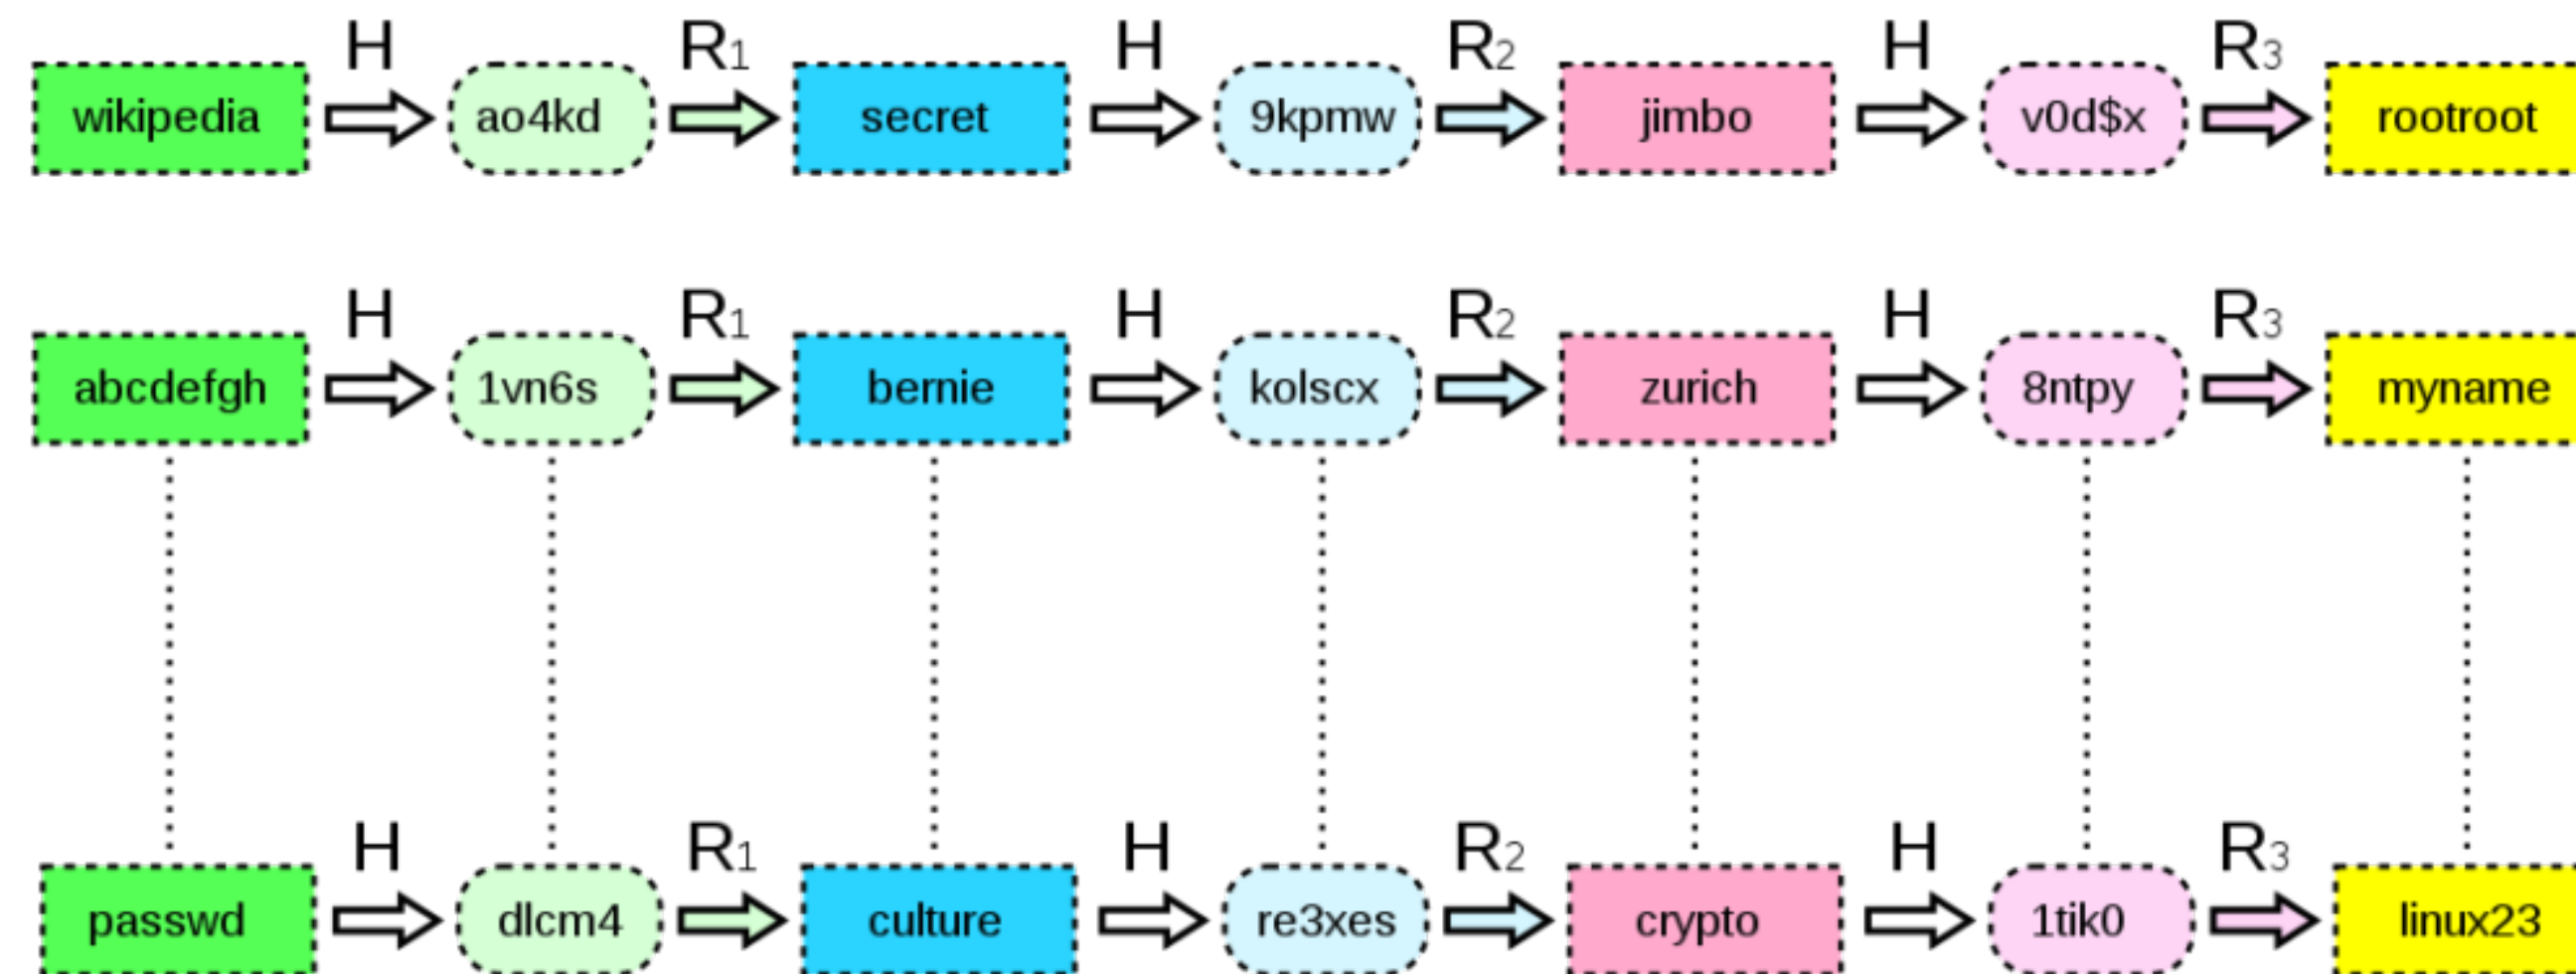 H R1 H R2 H R3
wikipedia ao4kd secret 9kpmw jimbo v0d$x rootroot
H R1 H R2 H R3
abcdefgh 1vn6s bernie kolscx zurich 8ntpy myname
H R1 H R2 H R3
passwd dlcm4 culture re3xes crypto 1tik0 linux23